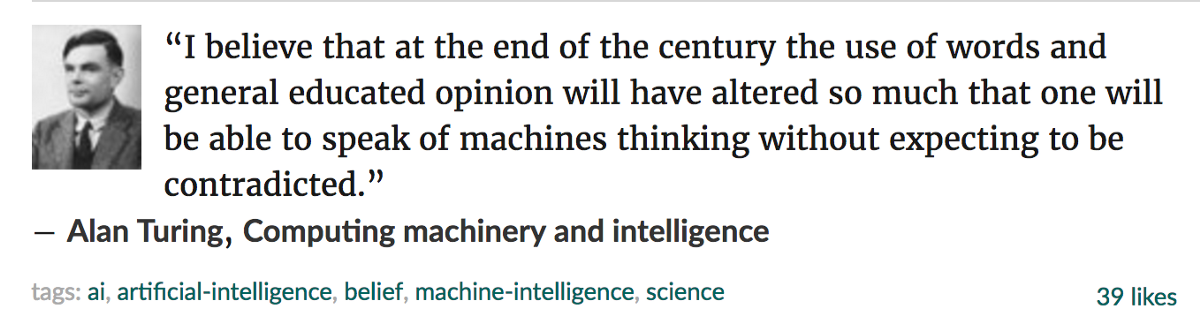 “I believe that at the end of the century the use of words and
general educated opinion will have altered so much that one will
be able to speak of machines thinking without expecting to be
contradicted.”
— Alan Turing, Computing machinery and intelligence
tags: ai, artificial-intelligence, belief, machine-intelligence, science
39 likes